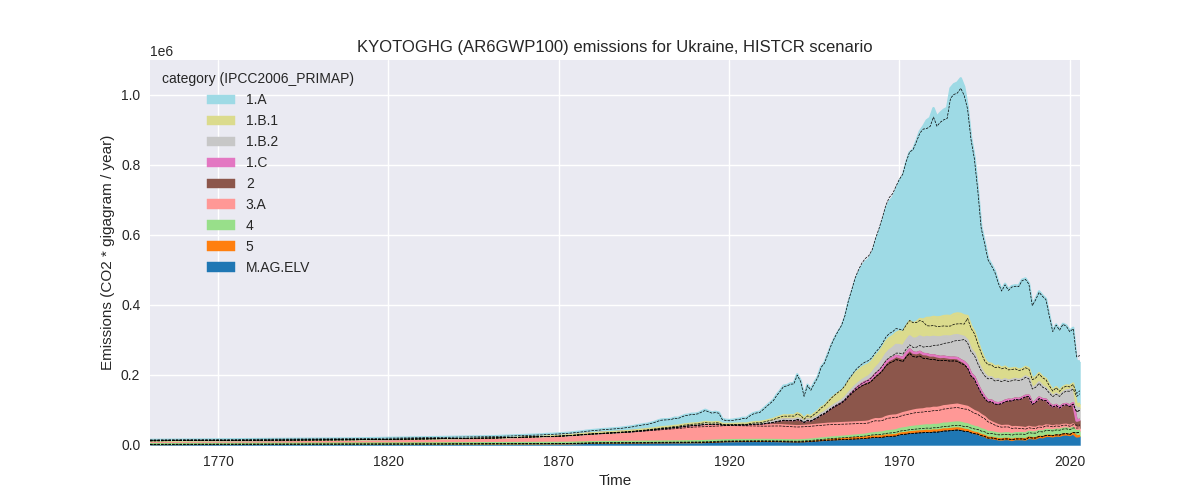 KYOTOGHG (AR6GWP100) emissions for Ukraine, HISTCR scenario
1e6
category (IPCC2006_PRIMAP)
1.A
1.B.1
1.B.2
1.C
2
3.A
4
5
M.AG.ELV
Emissions (CO2 * gigagram / year)
1.0
0.8
0.6
0.4
0.2
0.0
1770 1820 1870 1920 1970 2020
Time